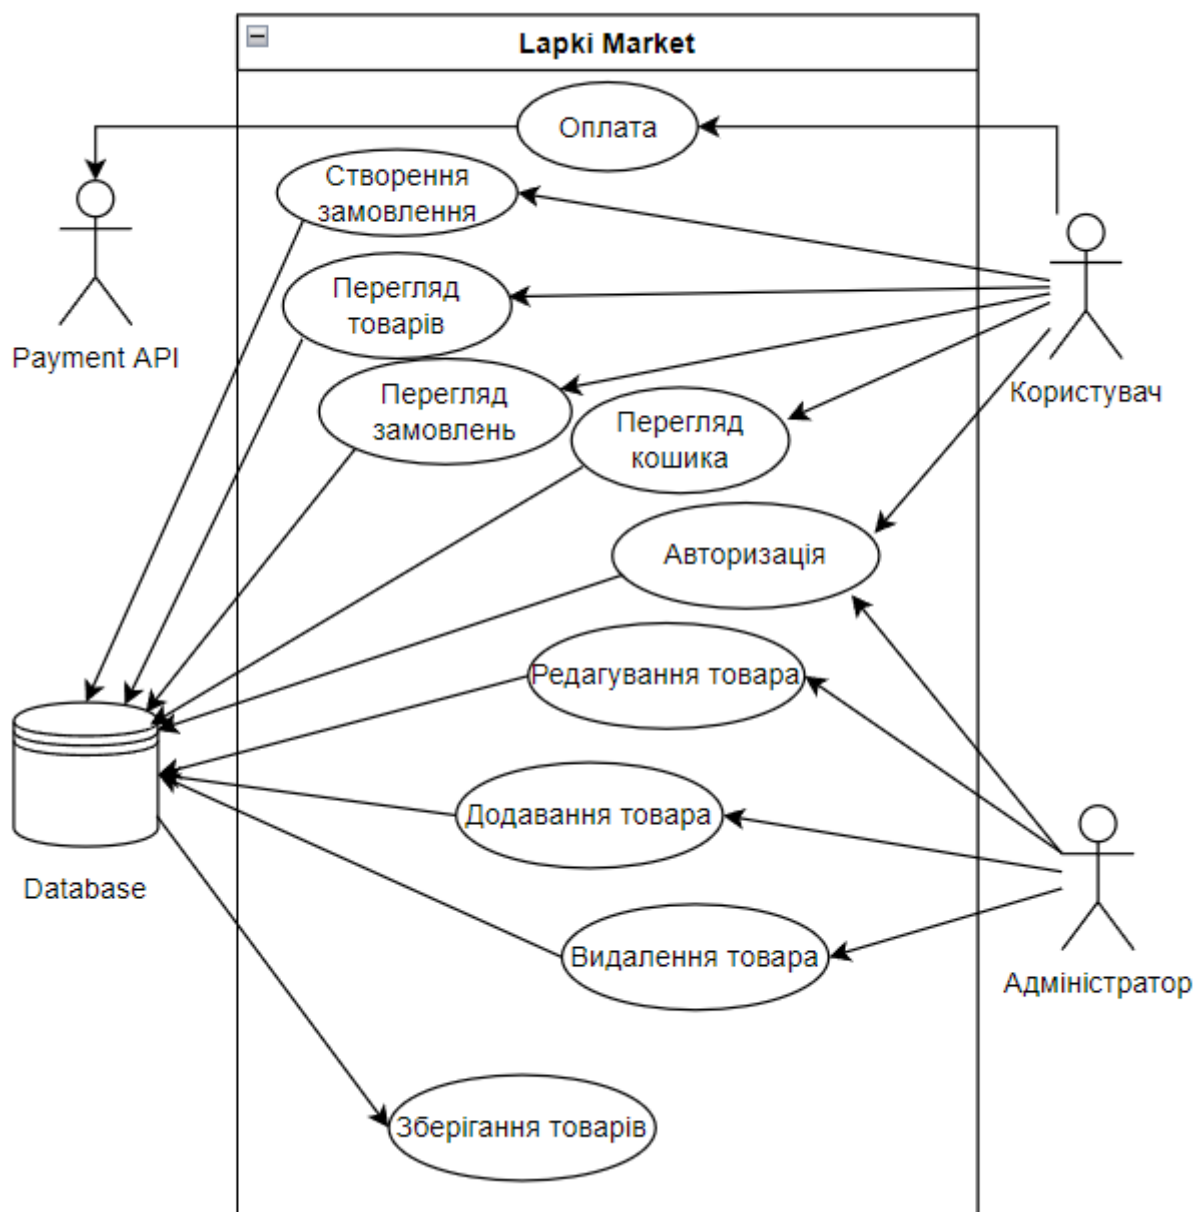 Lapki Market
Оплата
Створення
замовлення
Перегляд
товарів
Payment API
Перегляд
замовлень
Перегляд
кошика
Користувач
Авторизація
Редагування товара
Додавання товара
Database
Видалення товара
Адміністратор
Зберігання товарів